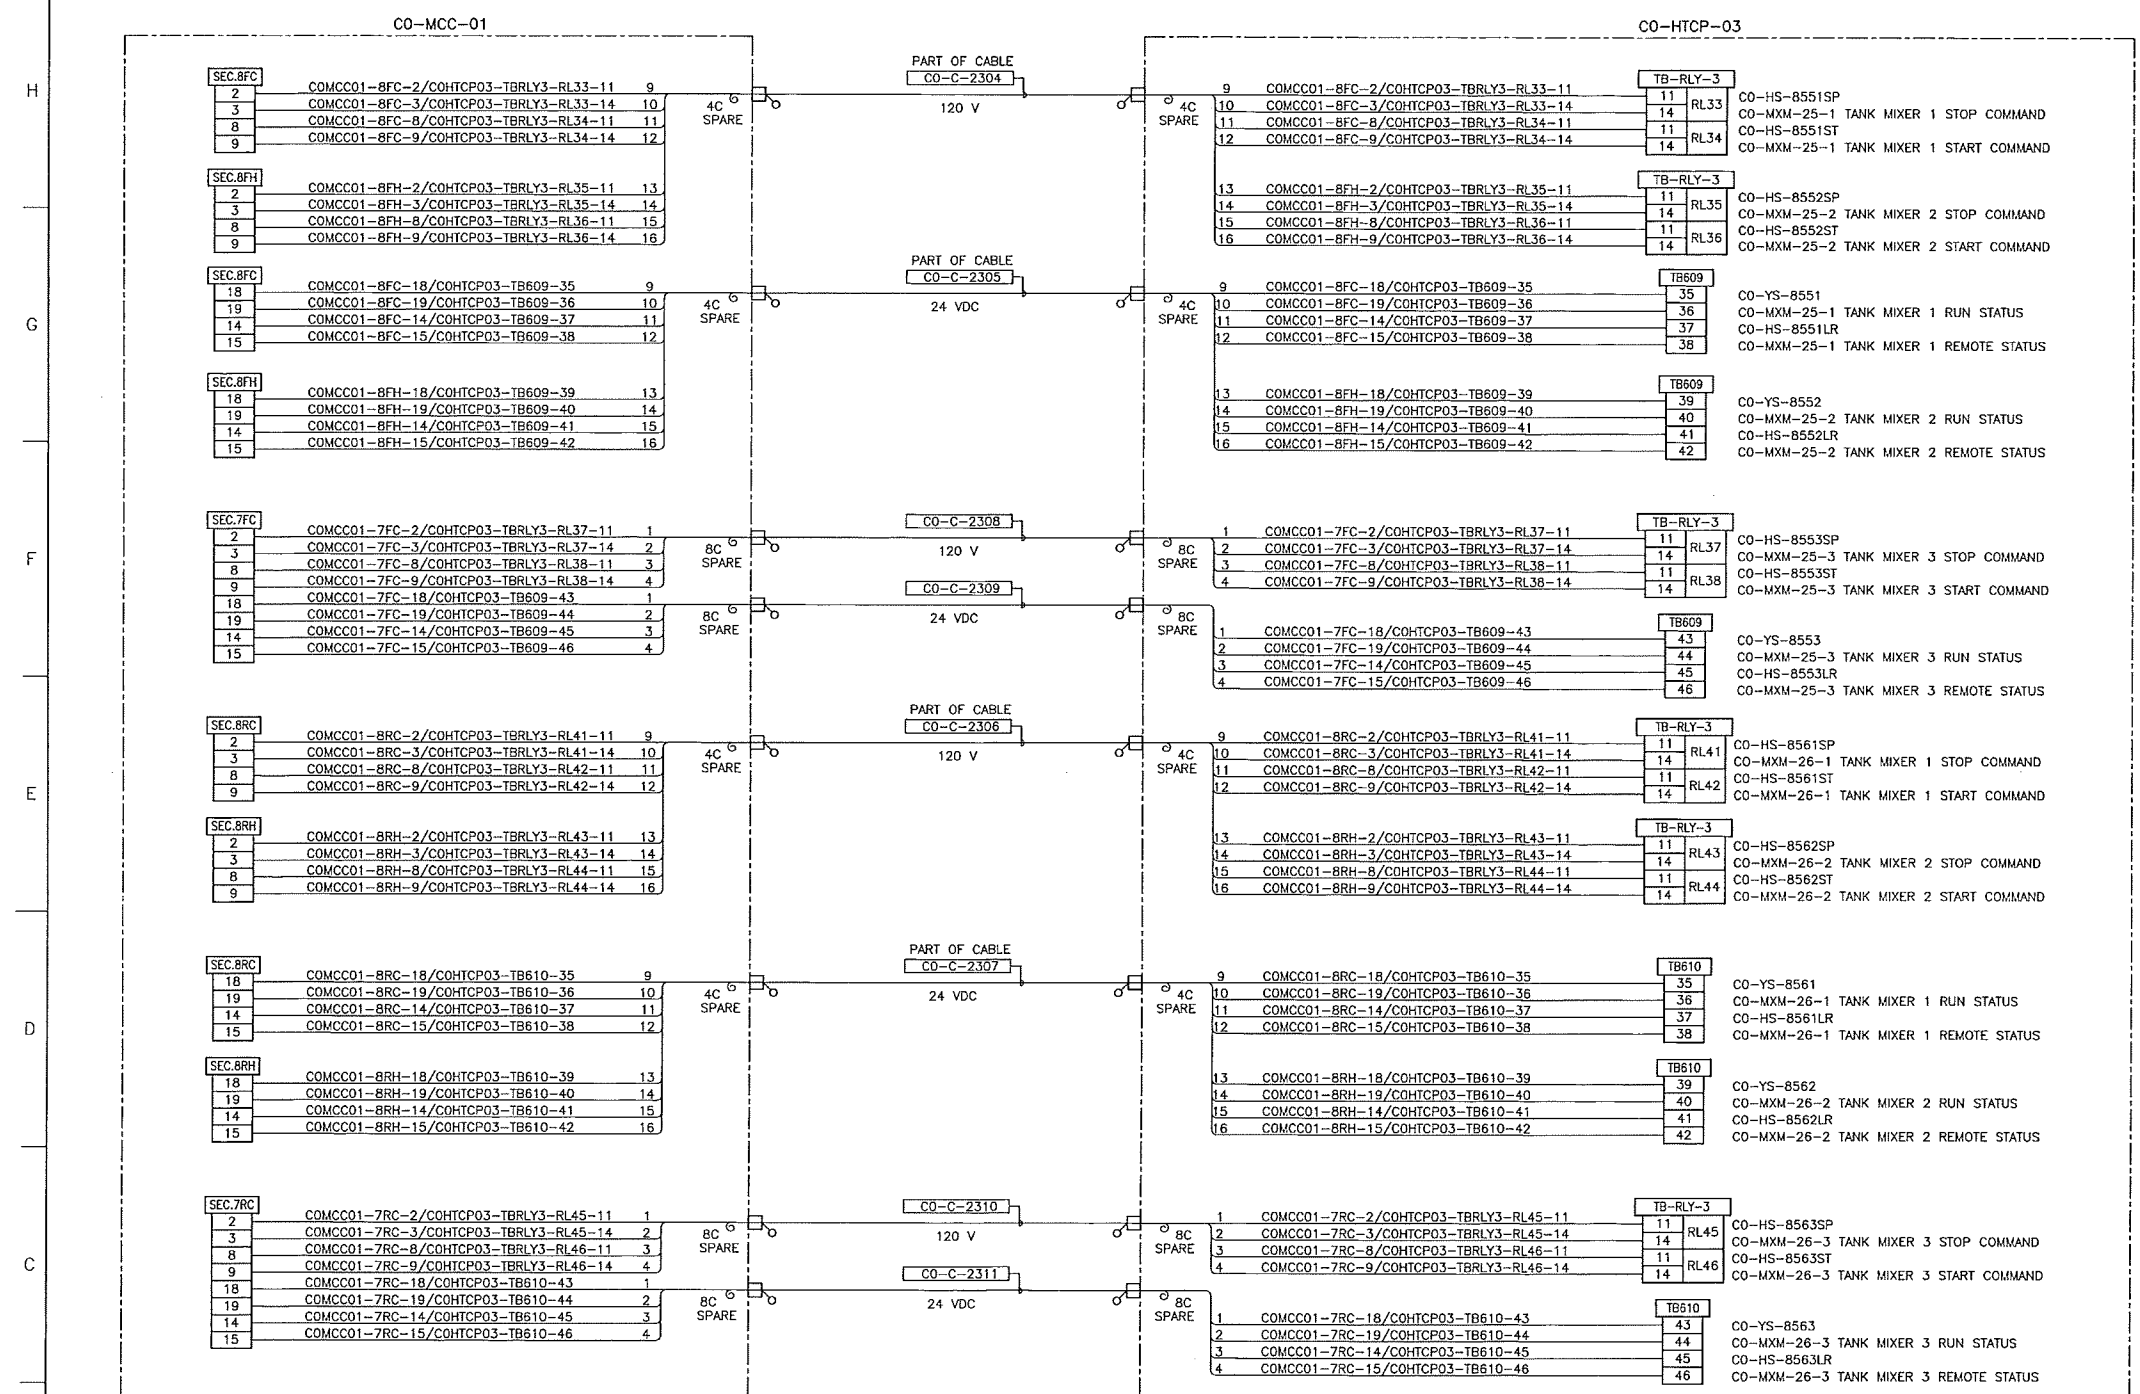 CO-MCC-01
CO-HTCP-03
H
PART OF CABLE
CO-C-2304
120 V
SEC.8FC
2 COMCC01-8FC-2/COHTCP03-TBRLY3-RL33-11 9
3 COMCC01-8FC-3/COHTCP03-TBRLY3-RL33-14 10
8 COMCC01-8FC-8/COHTCP03-TBRLY3-RL34-11 11
9 COMCC01-8FC-9/COHTCP03-TBRLY3-RL34-14 12
4C
SPARE
4C
SPARE
TB-RLY-3
9 COMCC01-8FC-2/COHTCP03-TBRLY3-RL33-11 11 RL33 CO-HS-8551SP
10 COMCC01-8FC-3/COHTCP03-TBRLY3-RL33-14 14 CO-MXM-25-1 TANK MIXER 1 STOP COMMAND
11 COMCC01-8FC-8/COHTCP03-TBRLY3-RL34-11 11 RL34 CO-HS-8551ST
12 COMCC01-8FC-9/COHTCP03-TBRLY3-RL34-14 14 CO-MXM-25-1 TANK MIXER 1 START COMMAND
SEC.8FH
2 COMCC01-8FH-2/COHTCP03-TBRLY3-RL35-11 13
3 COMCC01-8FH-3/COHTCP03-TBRLY3-RL35-14 14
8 COMCC01-8FH-8/COHTCP03-TBRLY3-RL36-11 15
9 COMCC01-8FH-9/COHTCP03-TBRLY3-RL36-14 16
TB-RLY-3
13 COMCC01-8FH-2/COHTCP03-TBRLY3-RL35-11 11 RL35 CO-HS-8552SP
14 COMCC01-8FH-3/COHTCP03-TBRLY3-RL35-14 14 CO-MXM-25-2 TANK MIXER 2 STOP COMMAND
15 COMCC01-8FH-8/COHTCP03-TBRLY3-RL36-11 11 RL36 CO-HS-8552ST
16 COMCC01-8FH-9/COHTCP03-TBRLY3-RL36-14 14 CO-MXM-25-2 TANK MIXER 2 START COMMAND
G
PART OF CABLE
CO-C-2305
24 VDC
SEC.8FC
18 COMCC01-8FC-18/COHTCP03-TB609-35 9
19 COMCC01-8FC-19/COHTCP03-TB609-36 10
14 COMCC01-8FC-14/COHTCP03-TB609-37 11
15 COMCC01-8FC-15/COHTCP03-TB609-38 12
4C
SPARE
4C
SPARE
TB609
9 COMCC01-8FC-18/COHTCP03-TB609-35 35 CO-YS-8551
10 COMCC01-8FC-19/COHTCP03-TB609-36 36 CO-MXM-25-1 TANK MIXER 1 RUN STATUS
11 COMCC01-8FC-14/COHTCP03-TB609-37 37 CO-HS-8551LR
12 COMCC01-8FC-15/COHTCP03-TB609-38 38 CO-MXM-25-1 TANK MIXER 1 REMOTE STATUS
SEC.8FH
18 COMCC01-8FH-18/COHTCP03-TB609-39 13
19 COMCC01-8FH-19/COHTCP03-TB609-40 14
14 COMCC01-8FH-14/COHTCP03-TB609-41 15
15 COMCC01-8FH-15/COHTCP03-TB609-42 16
TB609
13 COMCC01-8FH-18/COHTCP03-TB609-39 39 CO-YS-8552
14 COMCC01-8FH-19/COHTCP03-TB609-40 40 CO-MXM-25-2 TANK MIXER 2 RUN STATUS
15 COMCC01-8FH-14/COHTCP03-TB609-41 41 CO-HS-8552LR
16 COMCC01-8FH-15/COHTCP03-TB609-42 42 CO-MXM-25-2 TANK MIXER 2 REMOTE STATUS
F
CO-C-2308
120 V
SEC.7FC
2 COMCC01-7FC-2/COHTCP03-TBRLY3-RL37-11 1
3 COMCC01-7FC-3/COHTCP03-TBRLY3-RL37-14 2
8 COMCC01-7FC-8/COHTCP03-TBRLY3-RL38-11 3
9 COMCC01-7FC-9/COHTCP03-TBRLY3-RL38-14 4
18 COMCC01-7FC-18/COHTCP03-TB609-43 1
19 COMCC01-7FC-19/COHTCP03-TB609-44 2
14 COMCC01-7FC-14/COHTCP03-TB609-45 3
15 COMCC01-7FC-15/COHTCP03-TB609-46 4
8C
SPARE
8C
SPARE
TB-RLY-3
1 COMCC01-7FC-2/COHTCP03-TBRLY3-RL37-11 11 RL37 CO-HS-8553SP
2 COMCC01-7FC-3/COHTCP03-TBRLY3-RL37-14 14 CO-MXM-25-3 TANK MIXER 3 STOP COMMAND
3 COMCC01-7FC-8/COHTCP03-TBRLY3-RL38-11 11 RL38 CO-HS-8553ST
4 COMCC01-7FC-9/COHTCP03-TBRLY3-RL38-14 14 CO-MXM-25-3 TANK MIXER 3 START COMMAND
CO-C-2309
24 VDC
8C
SPARE
8C
SPARE
TB609
1 COMCC01-7FC-18/COHTCP03-TB609-43 43 CO-YS-8553
2 COMCC01-7FC-19/COHTCP03-TB609-44 44 CO-MXM-25-3 TANK MIXER 3 RUN STATUS
3 COMCC01-7FC-14/COHTCP03-TB609-45 45 CO-HS-8553LR
4 COMCC01-7FC-15/COHTCP03-TB609-46 46 CO-MXM-25-3 TANK MIXER 3 REMOTE STATUS
E
PART OF CABLE
CO-C-2306
120 V
SEC.8RC
2 COMCC01-8RC-2/COHTCP03-TBRLY3-RL41-11 9
3 COMCC01-8RC-3/COHTCP03-TBRLY3-RL41-14 10
8 COMCC01-8RC-8/COHTCP03-TBRLY3-RL42-11 11
9 COMCC01-8RC-9/COHTCP03-TBRLY3-RL42-14 12
4C
SPARE
4C
SPARE
TB-RLY-3
9 COMCC01-8RC-2/COHTCP03-TBRLY3-RL41-11 11 RL41 CO-HS-8561SP
10 COMCC01-8RC-3/COHTCP03-TBRLY3-RL41-14 14 CO-MXM-26-1 TANK MIXER 1 STOP COMMAND
11 COMCC01-8RC-8/COHTCP03-TBRLY3-RL42-11 11 RL42 CO-HS-8561ST
12 COMCC01-8RC-9/COHTCP03-TBRLY3-RL42-14 14 CO-MXM-26-1 TANK MIXER 1 START COMMAND
SEC.8RH
2 COMCC01-8RH-2/COHTCP03-TBRLY3-RL43-11 13
3 COMCC01-8RH-3/COHTCP03-TBRLY3-RL43-14 14
8 COMCC01-8RH-8/COHTCP03-TBRLY3-RL44-11 15
9 COMCC01-8RH-9/COHTCP03-TBRLY3-RL44-14 16
TB-RLY-3
13 COMCC01-8RH-2/COHTCP03-TBRLY3-RL43-11 11 RL43 CO-HS-8562SP
14 COMCC01-8RH-3/COHTCP03-TBRLY3-RL43-14 14 CO-MXM-26-2 TANK MIXER 2 STOP COMMAND
15 COMCC01-8RH-8/COHTCP03-TBRLY3-RL44-11 11 RL44 CO-HS-8562ST
16 COMCC01-8RH-9/COHTCP03-TBRLY3-RL44-14 14 CO-MXM-26-2 TANK MIXER 2 START COMMAND
D
PART OF CABLE
CO-C-2307
24 VDC
SEC.8RC
18 COMCC01-8RC-18/COHTCP03-TB610-35 9
19 COMCC01-8RC-19/COHTCP03-TB610-36 10
14 COMCC01-8RC-14/COHTCP03-TB610-37 11
15 COMCC01-8RC-15/COHTCP03-TB610-38 12
4C
SPARE
4C
SPARE
TB610
9 COMCC01-8RC-18/COHTCP03-TB610-35 35 CO-YS-8561
10 COMCC01-8RC-19/COHTCP03-TB610-36 36 CO-MXM-26-1 TANK MIXER 1 RUN STATUS
11 COMCC01-8RC-14/COHTCP03-TB610-37 37 CO-HS-8561LR
12 COMCC01-8RC-15/COHTCP03-TB610-38 38 CO-MXM-26-1 TANK MIXER 1 REMOTE STATUS
SEC.8RH
18 COMCC01-8RH-18/COHTCP03-TB610-39 13
19 COMCC01-8RH-19/COHTCP03-TB610-40 14
14 COMCC01-8RH-14/COHTCP03-TB610-41 15
15 COMCC01-8RH-15/COHTCP03-TB610-42 16
TB610
13 COMCC01-8RH-18/COHTCP03-TB610-39 39 CO-YS-8562
14 COMCC01-8RH-19/COHTCP03-TB610-40 40 CO-MXM-26-2 TANK MIXER 2 RUN STATUS
15 COMCC01-8RH-14/COHTCP03-TB610-41 41 CO-HS-8562LR
16 COMCC01-8RH-15/COHTCP03-TB610-42 42 CO-MXM-26-2 TANK MIXER 2 REMOTE STATUS
C
CO-C-2310
120 V
SEC.7RC
2 COMCC01-7RC-2/COHTCP03-TBRLY3-RL45-11 1
3 COMCC01-7RC-3/COHTCP03-TBRLY3-RL45-14 2
8 COMCC01-7RC-8/COHTCP03-TBRLY3-RL46-11 3
9 COMCC01-7RC-9/COHTCP03-TBRLY3-RL46-14 4
18 COMCC01-7RC-18/COHTCP03-TB610-43 1
19 COMCC01-7RC-19/COHTCP03-TB610-44 2
14 COMCC01-7RC-14/COHTCP03-TB610-45 3
15 COMCC01-7RC-15/COHTCP03-TB610-46 4
8C
SPARE
8C
SPARE
TB-RLY-3
1 COMCC01-7RC-2/COHTCP03-TBRLY3-RL45-11 11 RL45 CO-HS-8563SP
2 COMCC01-7RC-3/COHTCP03-TBRLY3-RL45-14 14 CO-MXM-26-3 TANK MIXER 3 STOP COMMAND
3 COMCC01-7RC-8/COHTCP03-TBRLY3-RL46-11 11 RL46 CO-HS-8563ST
4 COMCC01-7RC-9/COHTCP03-TBRLY3-RL46-14 14 CO-MXM-26-3 TANK MIXER 3 START COMMAND
CO-C-2311
24 VDC
8C
SPARE
8C
SPARE
TB610
1 COMCC01-7RC-18/COHTCP03-TB610-43 43 CO-YS-8563
2 COMCC01-7RC-19/COHTCP03-TB610-44 44 CO-MXM-26-3 TANK MIXER 3 RUN STATUS
3 COMCC01-7RC-14/COHTCP03-TB610-45 45 CO-HS-8563LR
4 COMCC01-7RC-15/COHTCP03-TB610-46 46 CO-MXM-26-3 TANK MIXER 3 REMOTE STATUS